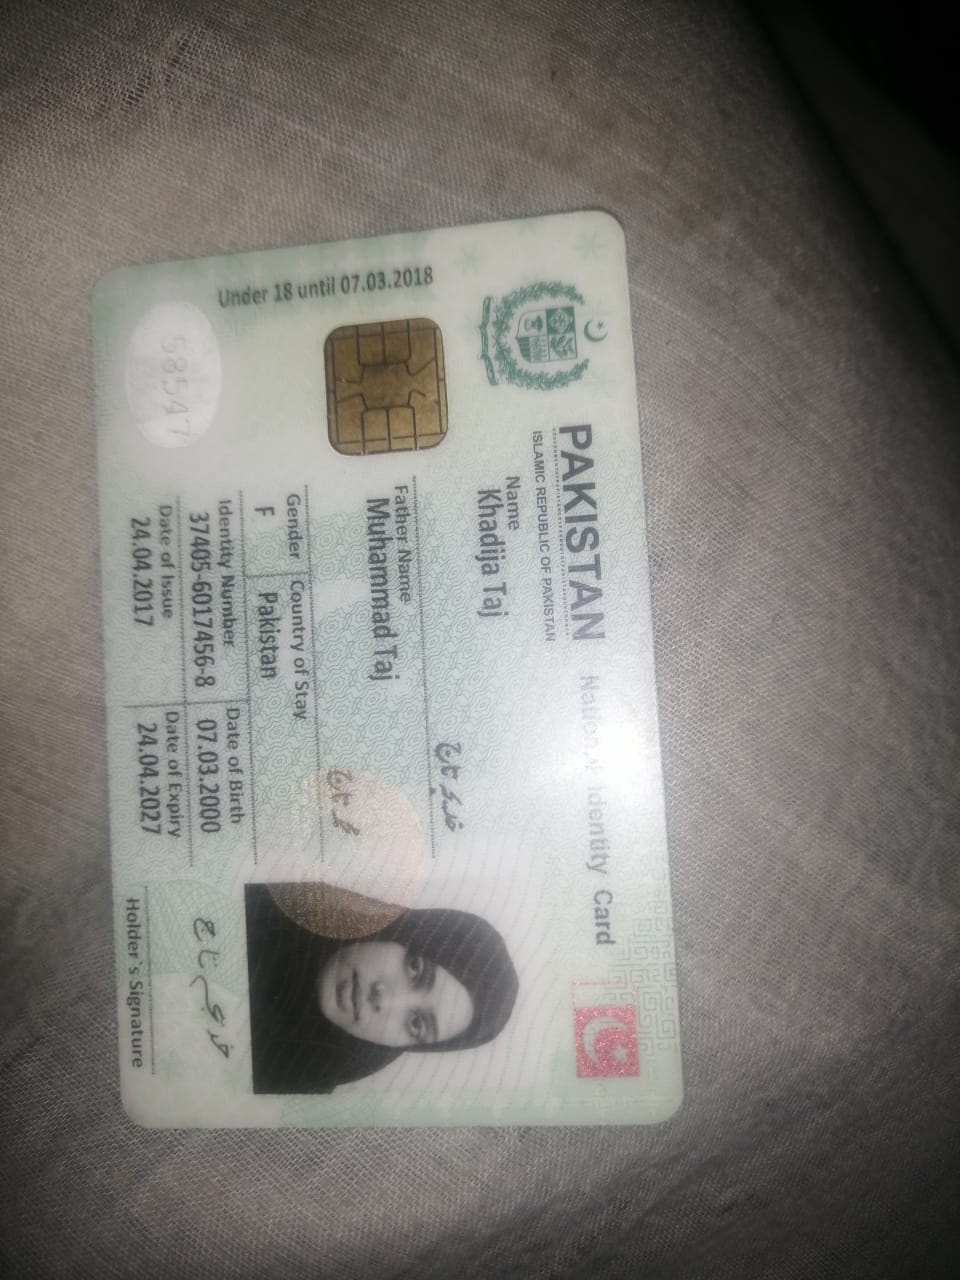 PAKISTAN National Identity Card
ISLAMIC REPUBLIC OF PAKISTAN
Name
Khadija Taj
خدیجہ تاج
Father Name
Muhammad Taj
محمد تاج
Gender Country of Stay
F Pakistan
Identity Number Date of Birth
37405-6017456-8 07.03.2000
Date of Issue Date of Expiry
24.04.2017 24.04.2027
Holder's Signature
Under 18 until 07.03.2018
58547